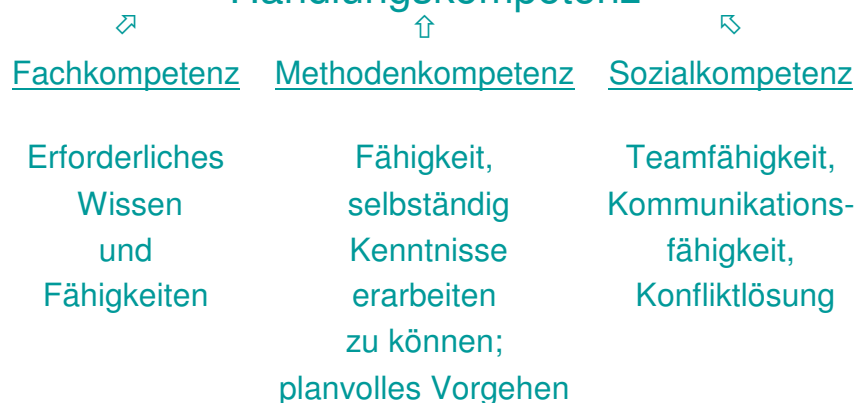 Handlungskompetenz
Fachkompetenz Methodenkompetenz Sozialkompetenz
Erforderliches
Wissen
und
Fähigkeiten
Fähigkeit,
selbständig
Kenntnisse
erarbeiten
zu können;
planvolles Vorgehen
Teamfähigkeit,
Kommunikations-
fähigkeit,
Konfliktlösung